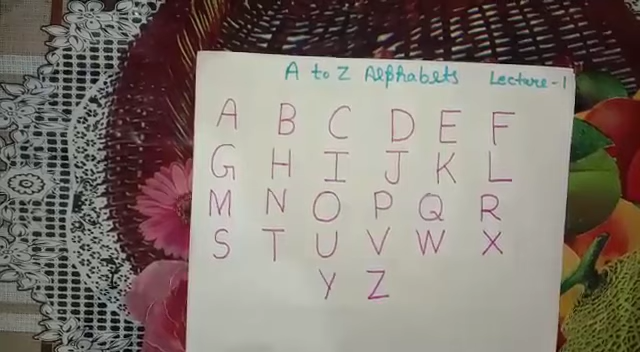 A to Z Alphabets Lecture-1
A B C D E F
G H I J K L
M N O P Q R
S T U V W X
Y Z